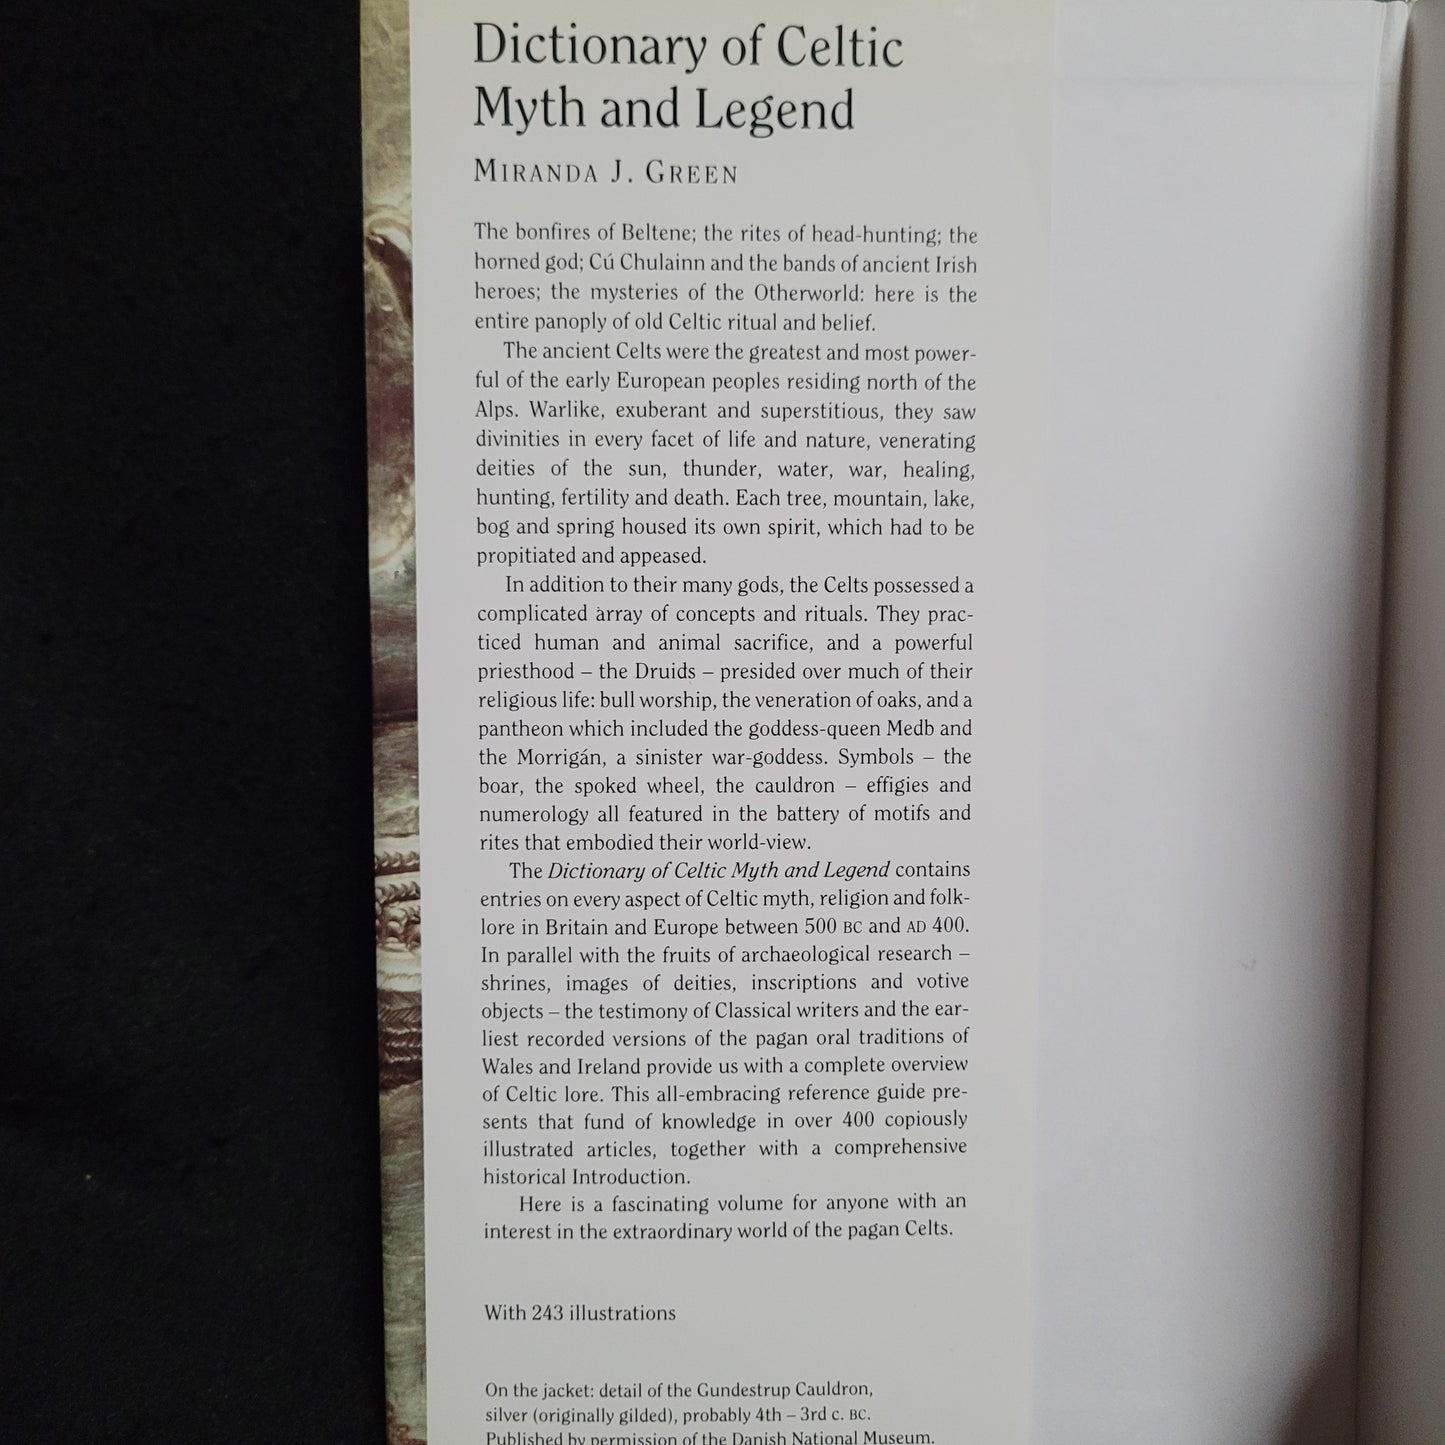 Dictionary of Celtic
Myth and Legend
MIRANDA J. GREEN
The bonfires of Beltene; the rites of head-hunting; the
horned god; Cú Chulainn and the bands of ancient Irish
heroes; the mysteries of the Otherworld: here is the
entire panoply of old Celtic ritual and belief.
The ancient Celts were the greatest and most power-
ful of the early European peoples residing north of the
Alps. Warlike, exuberant and superstitious, they saw
divinities in every facet of life and nature, venerating
deities of the sun, thunder, water, war, healing,
hunting, fertility and death. Each tree, mountain, lake,
bog and spring housed its own spirit, which had to be
propitiated and appeased.
In addition to their many gods, the Celts possessed a
complicated array of concepts and rituals. They prac-
ticed human and animal sacrifice, and a powerful
priesthood – the Druids – presided over much of their
religious life: bull worship, the veneration of oaks, and a
pantheon which included the goddess-queen Medb and
the Morrigán, a sinister war-goddess. Symbols – the
boar, the spoked wheel, the cauldron – effigies and
numerology all featured in the battery of motifs and
rites that embodied their world-view.
The Dictionary of Celtic Myth and Legend contains
entries on every aspect of Celtic myth, religion and folk-
lore in Britain and Europe between 500 BC and AD 400.
In parallel with the fruits of archaeological research –
shrines, images of deities, inscriptions and votive
objects – the testimony of Classical writers and the ear-
liest recorded versions of the pagan oral traditions of
Wales and Ireland provide us with a complete overview
of Celtic lore. This all-embracing reference guide pre-
sents that fund of knowledge in over 400 copiously
illustrated articles, together with a comprehensive
historical Introduction.
Here is a fascinating volume for anyone with an
interest in the extraordinary world of the pagan Celts.
With 243 illustrations
On the jacket: detail of the Gundestrup Cauldron,
silver (originally gilded), probably 4th – 3rd c. BC.
Published by permission of the Danish National Museum.